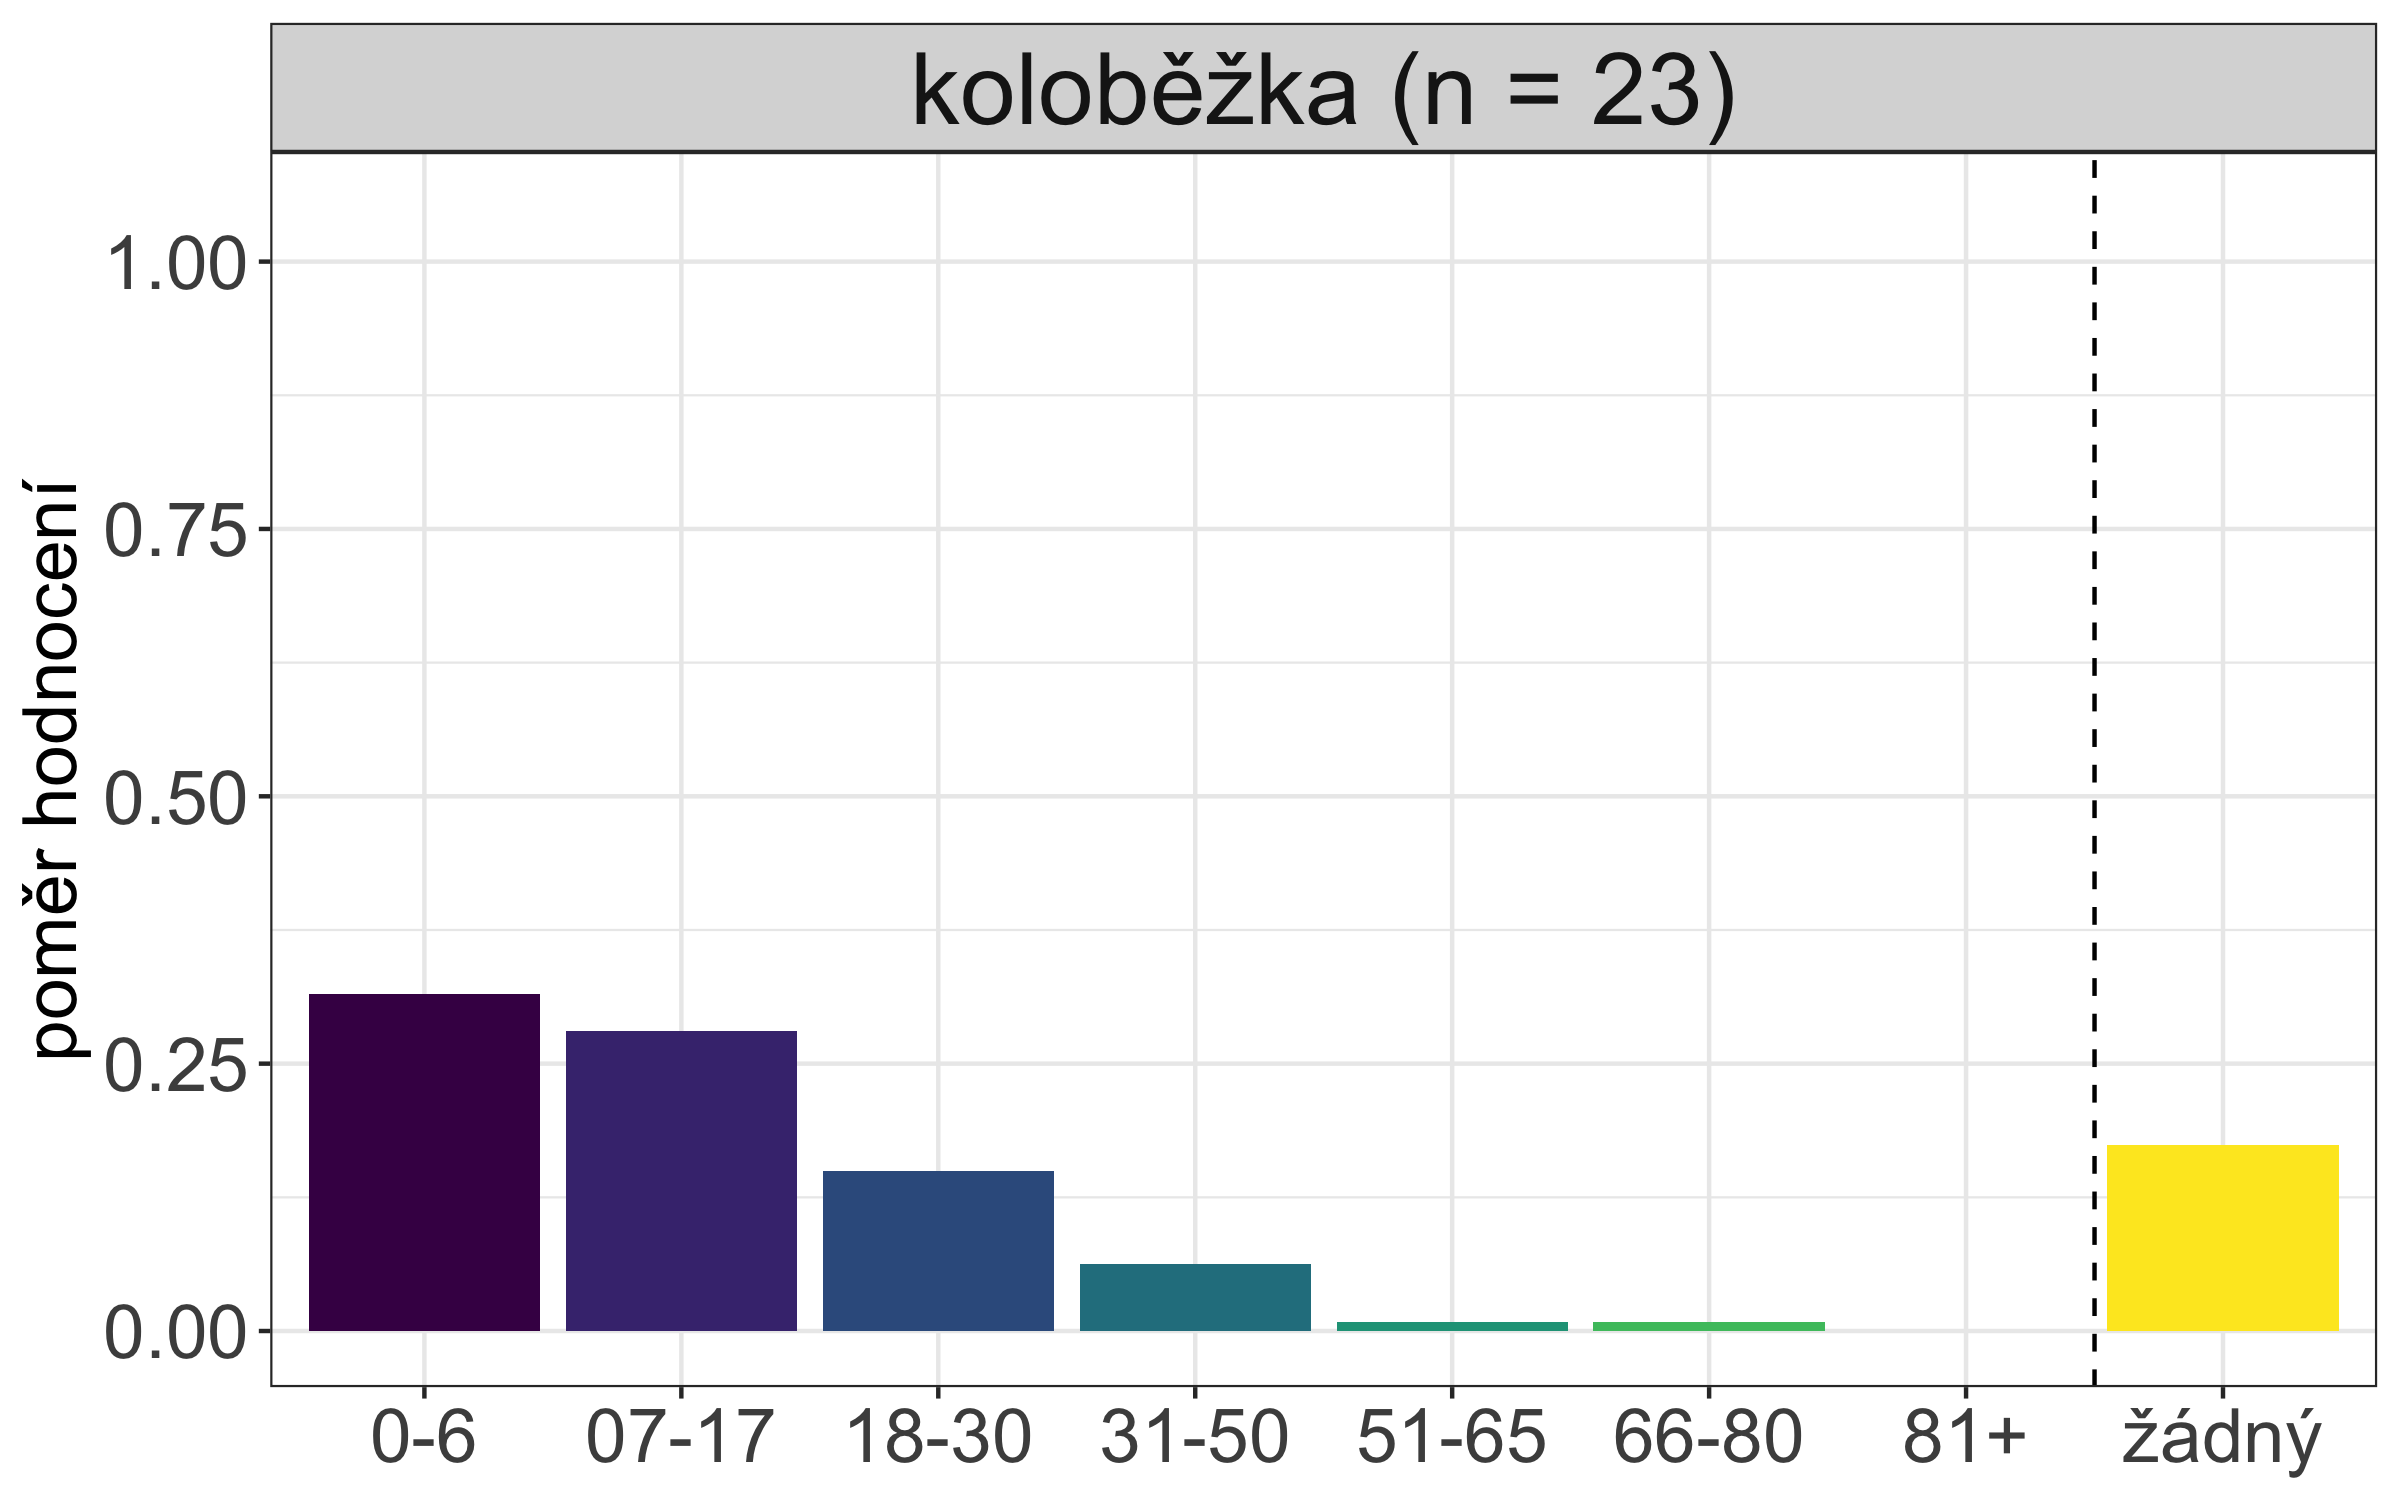 koloběžka (n = 23)
poměr hodnocení
1.00
0.75
0.50
0.25
0.00
0-6 07-17 18-30 31-50 51-65 66-80 81+ žádný